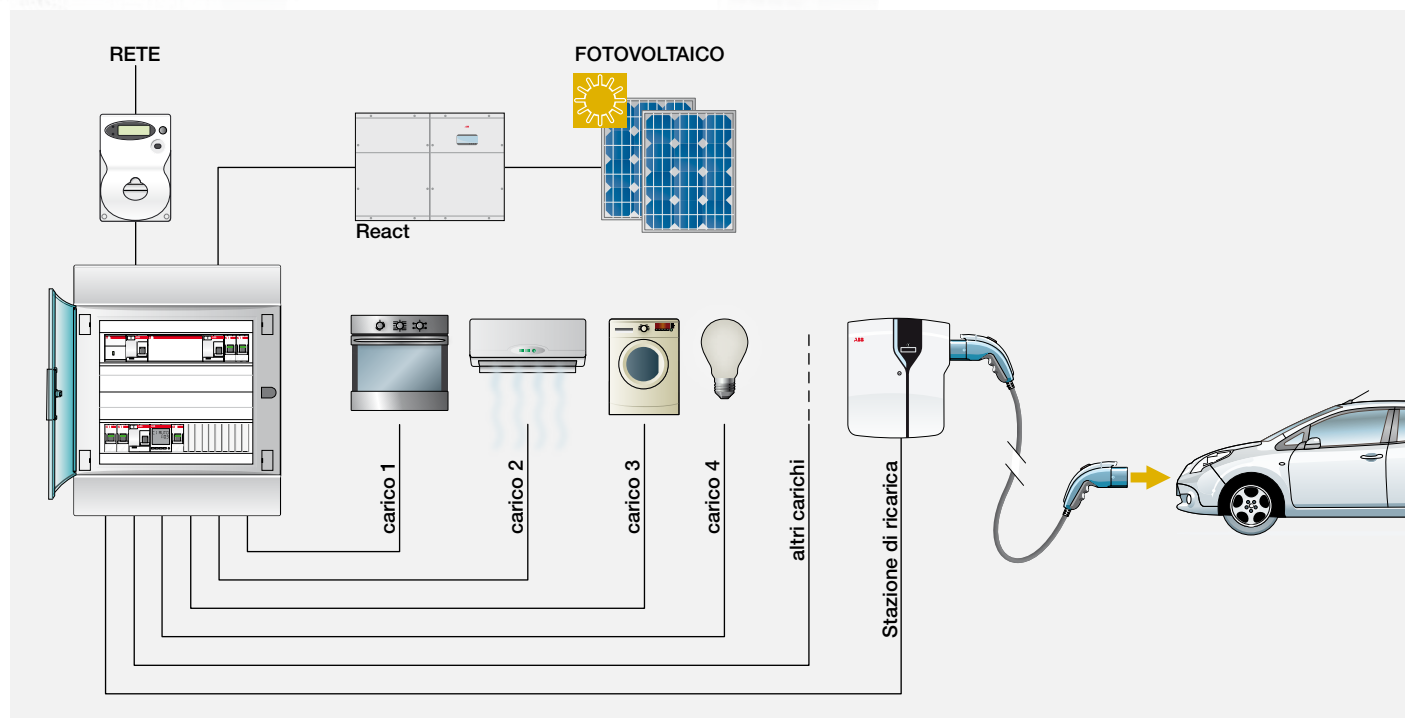 RETE
FOTOVOLTAICO
React
ABB
carico 1
carico 2
carico 3
carico 4
altri carichi
Stazione di ricarica